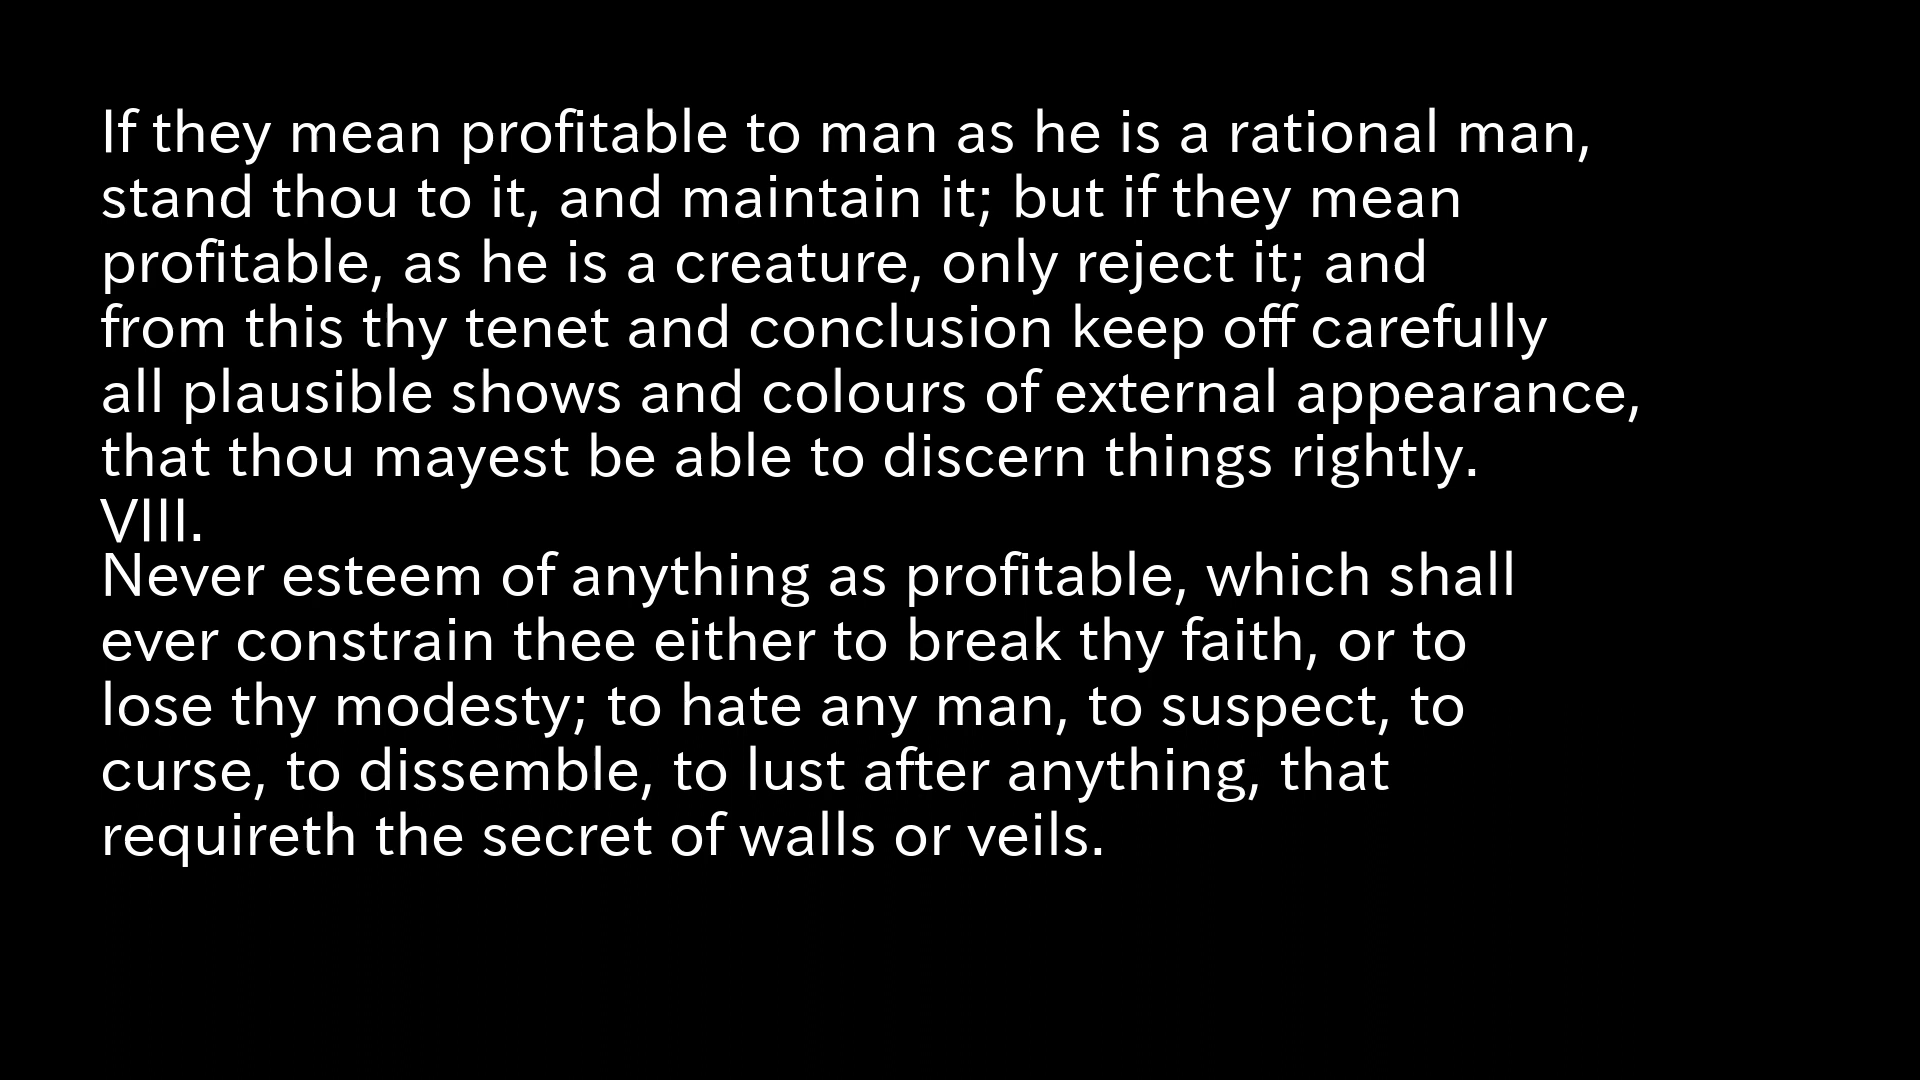 If they mean profitable to man as he is a rational man,
stand thou to it, and maintain it; but if they mean
profitable, as he is a creature, only reject it; and
from this thy tenet and conclusion keep off carefully
all plausible shows and colours of external appearance,
that thou mayest be able to discern things rightly.
VIII.
Never esteem of anything as profitable, which shall
ever constrain thee either to break thy faith, or to
lose thy modesty; to hate any man, to suspect, to
curse, to dissemble, to lust after anything, that
requireth the secret of walls or veils.